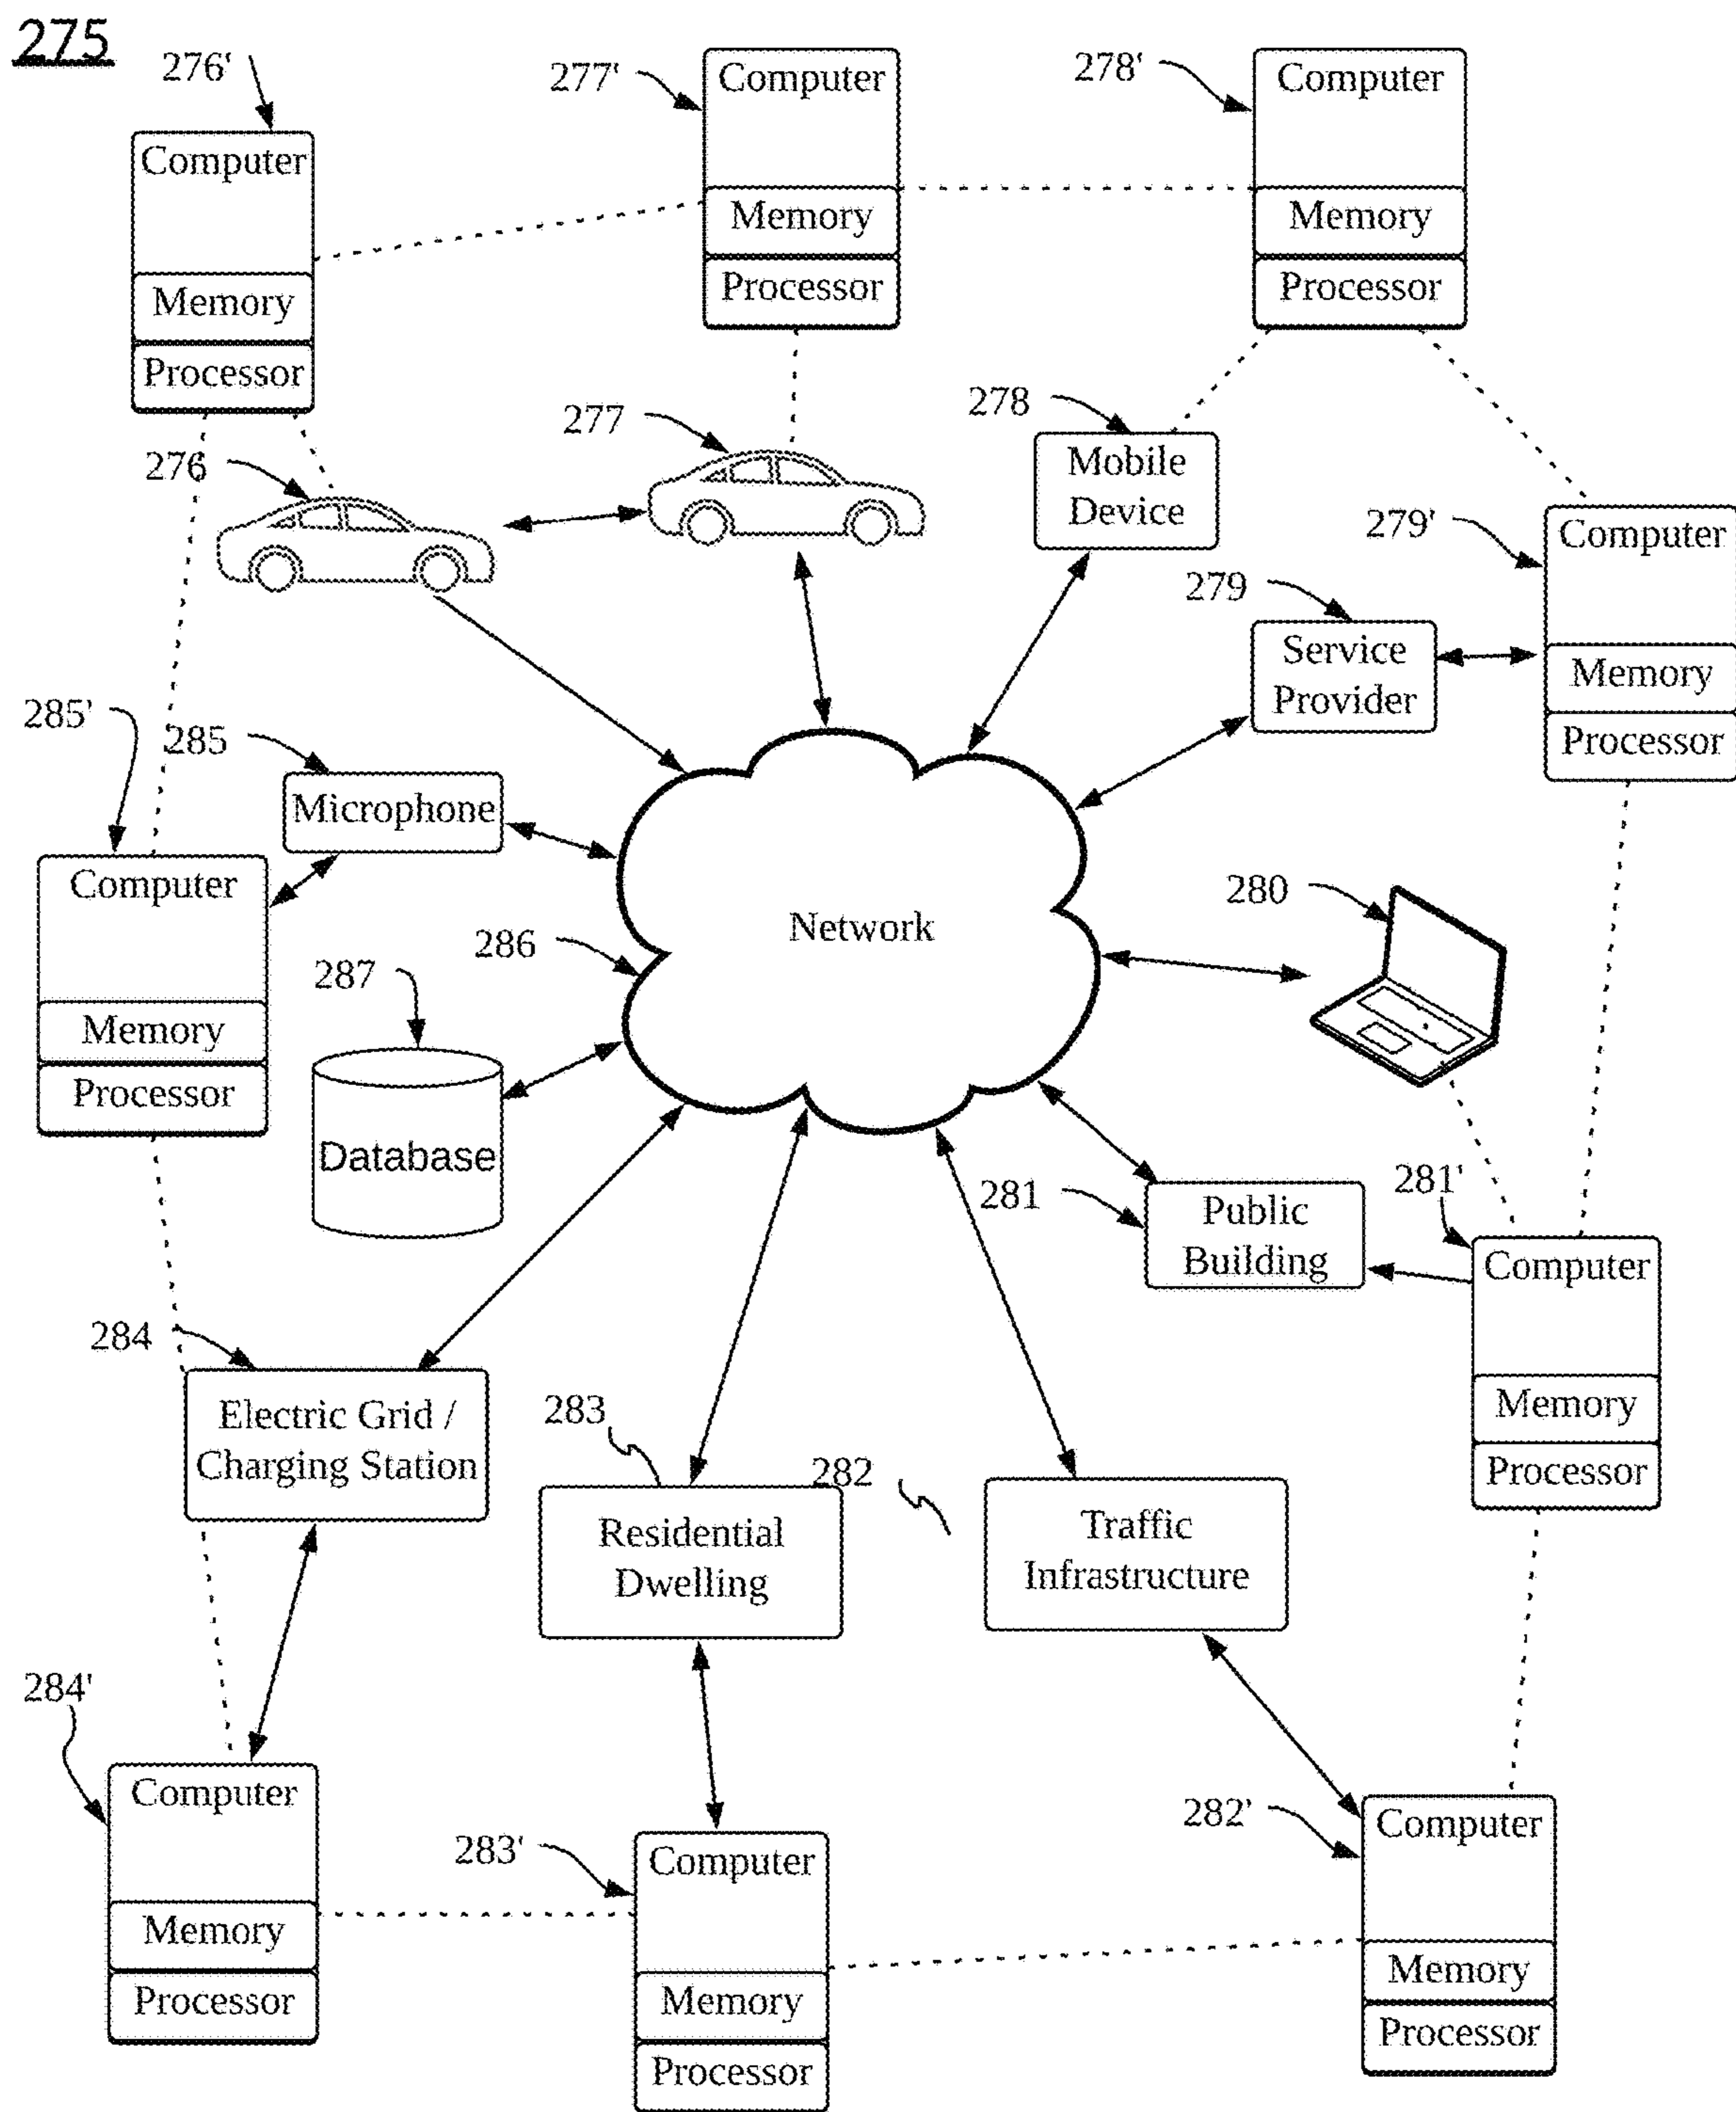 275
276'
277'
278'
Computer
Memory
Processor
Computer
Memory
Processor
Computer
Memory
Processor
276
277
278
Mobile
Device
279'
Computer
Memory
Processor
279
Service
Provider
285'
285
Microphone
Computer
Memory
Processor
Network
280
286
287
Database
281
Public
Building
281'
Computer
Memory
Processor
284
Electric Grid /
Charging Station
283
Residential
Dwelling
282
Traffic
Infrastructure
284'
Computer
Memory
Processor
283'
Computer
Memory
Processor
282'
Computer
Memory
Processor